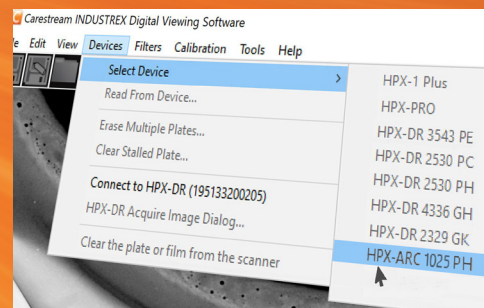 Carestream INDUSTREX Digital Viewing Software
Edit View Devices Filters Calibration Tools Help
Select Device >
Read From Device...
Erase Multiple Plates...
Clear Stalled Plate...
Connect to HPX-DR (195133200205)
HPX-DR Acquire Image Dialog...
Clear the plate or film from the scanner
HPX-1 Plus
HPX-PRO
HPX-DR 3543 PE
HPX-DR 2530 PC
HPX-DR 2530 PH
HPX-DR 4336 GH
HPX-DR 2329 GK
HPX-ARC 1025 PH